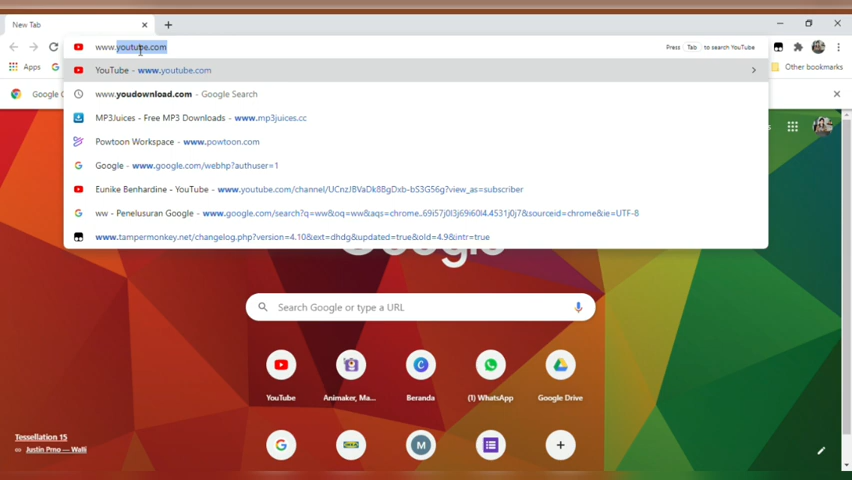 New Tab
www.youtube.com
Press Tab to search YouTube
Apps
Other bookmarks
YouTube - www.youtube.com
www.youdownload.com - Google Search
Google
MP3Juices - Free MP3 Downloads - www.mp3juices.cc
Powtoon Workspace - www.powtoon.com
Google - www.google.com/webhp?authuser=1
Eunike Benhardine - YouTube - www.youtube.com/channel/UCnzJBVaDk8BgDxb-bS3G56g?view_as=subscriber
ww - Penelusuran Google - www.google.com/search?q=ww&oq=ww&aqs=chrome..69i57j0l3j69i60l4.4531j0j7&sourceid=chrome&ie=UTF-8
www.tampermonkey.net/changelog.php?version=4.10&ext=dhdg&updated=true&old=4.9&intr=true
Google
Search Google or type a URL
YouTube
Animaker, Ma...
Beranda
(1) WhatsApp
Google Drive
Tessellation 15
Justin Prno — Walli